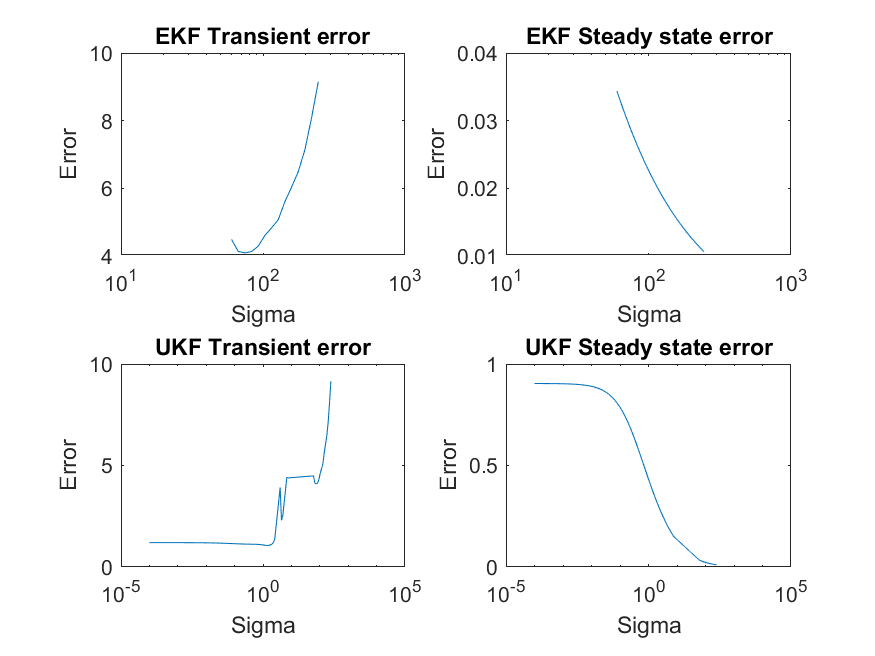 EKF Transient error
10
8
6
4
Error
10^1
10^2
10^3
Sigma
EKF Steady state error
0.04
0.03
0.02
0.01
Error
10^1
10^2
10^3
Sigma
UKF Transient error
10
5
0
Error
10^-5
10^0
10^5
Sigma
UKF Steady state error
1
0.5
0
Error
10^-5
10^0
10^5
Sigma